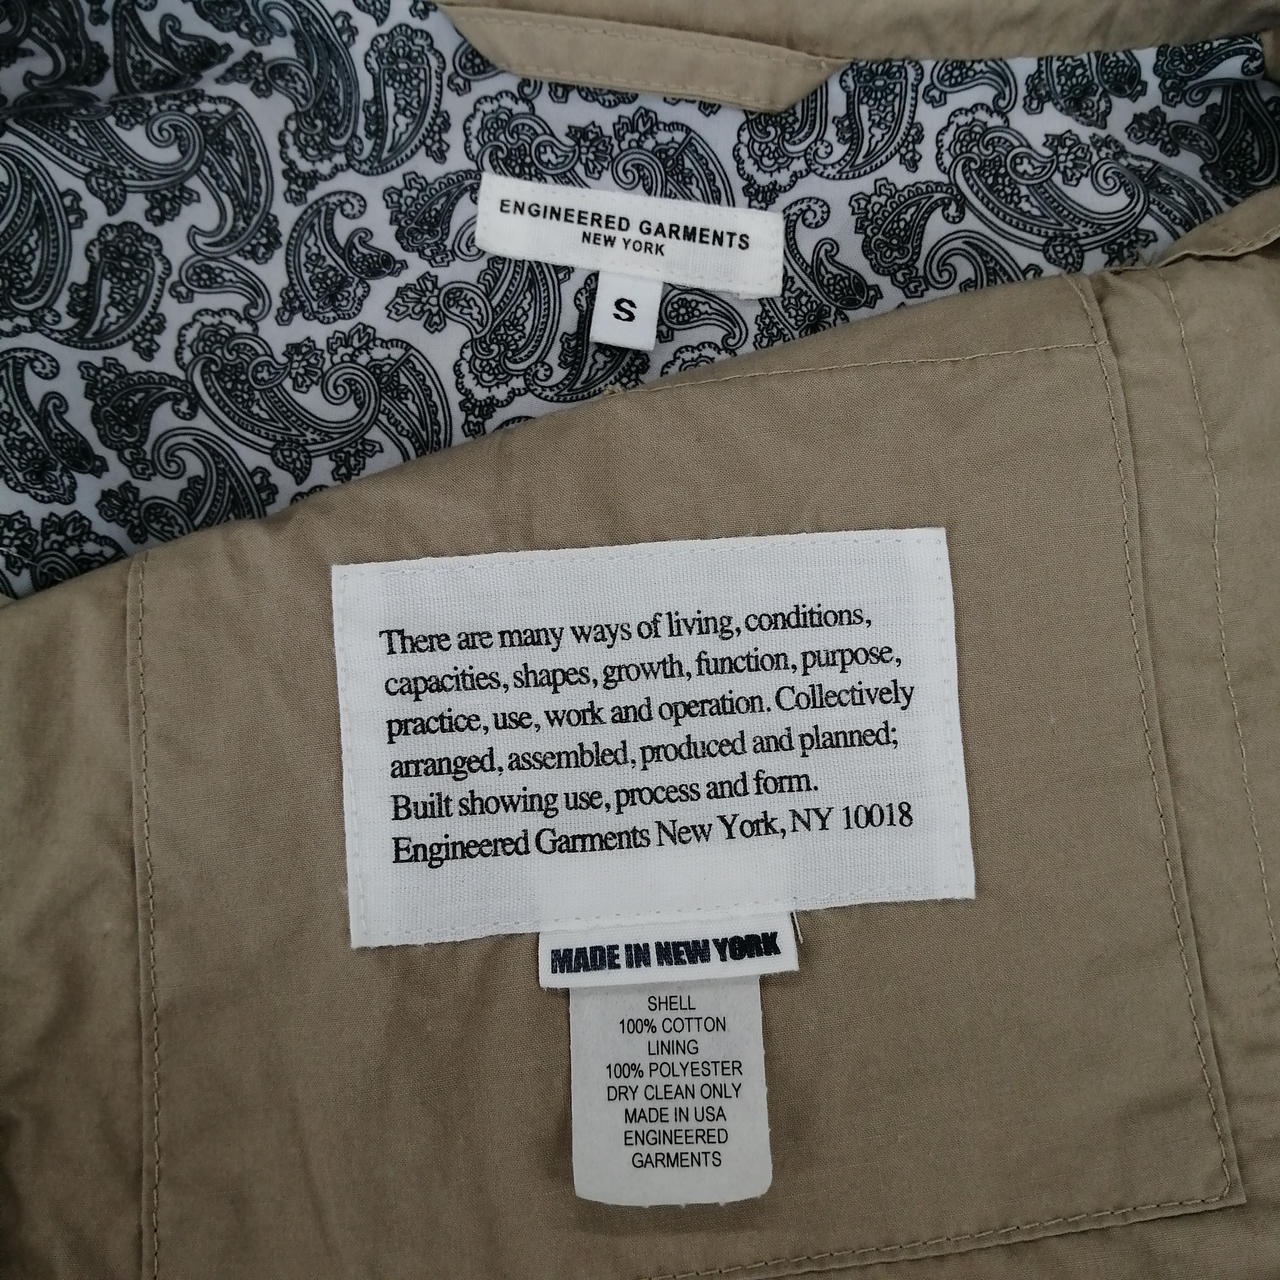 ENGINEERED GARMENTS
NEW YORK
S
There are many ways of living, conditions,
capacities, shapes, growth, function, purpose,
practice, use, work and operation. Collectively
arranged, assembled, produced and planned;
Built showing use, process and form.
Engineered Garments New York, NY 10018
MADE IN NEW YORK
SHELL
100% COTTON
LINING
100% POLYESTER
DRY CLEAN ONLY
MADE IN USA
ENGINEERED
GARMENTS